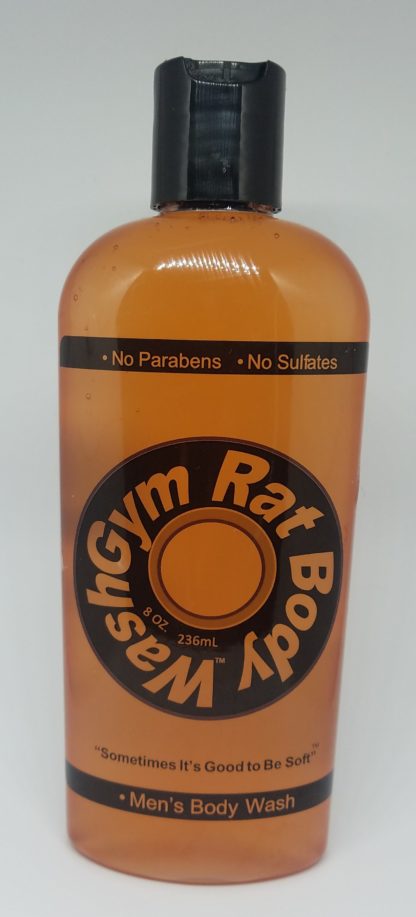 • No Parabens • No Sulfates
Gym Rat Body Wash™
8 OZ. 236mL
“Sometimes It's Good to Be Soft”™
• Men's Body Wash